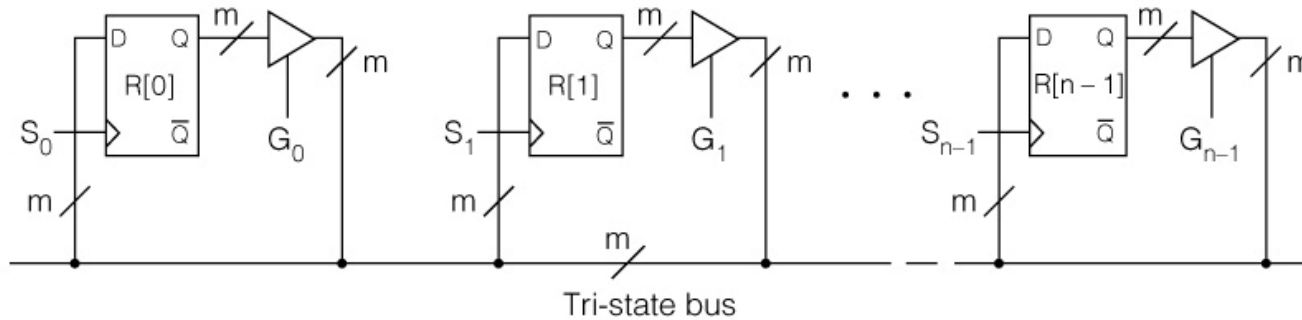 m m m
D Q D Q D Q
m m m
R[0] R[1] R[n – 1]
. . .
S₀ Q̅ G₀ S₁ Q̅ G₁ Sₙ₋₁ Q̅ Gₙ₋₁
m m m
m
Tri-state bus